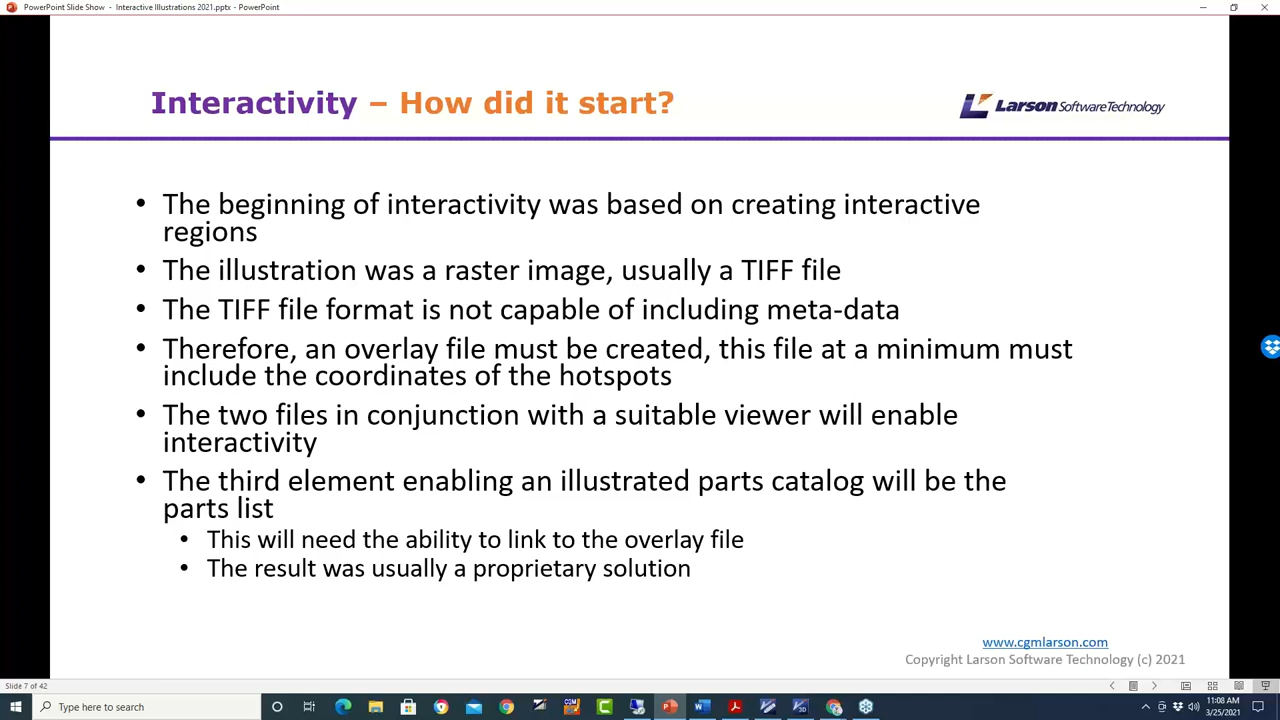 PowerPoint Slide Show - Interactive Illustrations 2021.pptx - PowerPoint
Interactivity – How did it start?
Larson Software Technology
• The beginning of interactivity was based on creating interactive
regions
• The illustration was a raster image, usually a TIFF file
• The TIFF file format is not capable of including meta-data
• Therefore, an overlay file must be created, this file at a minimum must
include the coordinates of the hotspots
• The two files in conjunction with a suitable viewer will enable
interactivity
• The third element enabling an illustrated parts catalog will be the
parts list
• This will need the ability to link to the overlay file
• The result was usually a proprietary solution
www.cgmlarson.com
Copyright Larson Software Technology (c) 2021
Slide 7 of 42
Type here to search
11:08 AM
3/25/2021